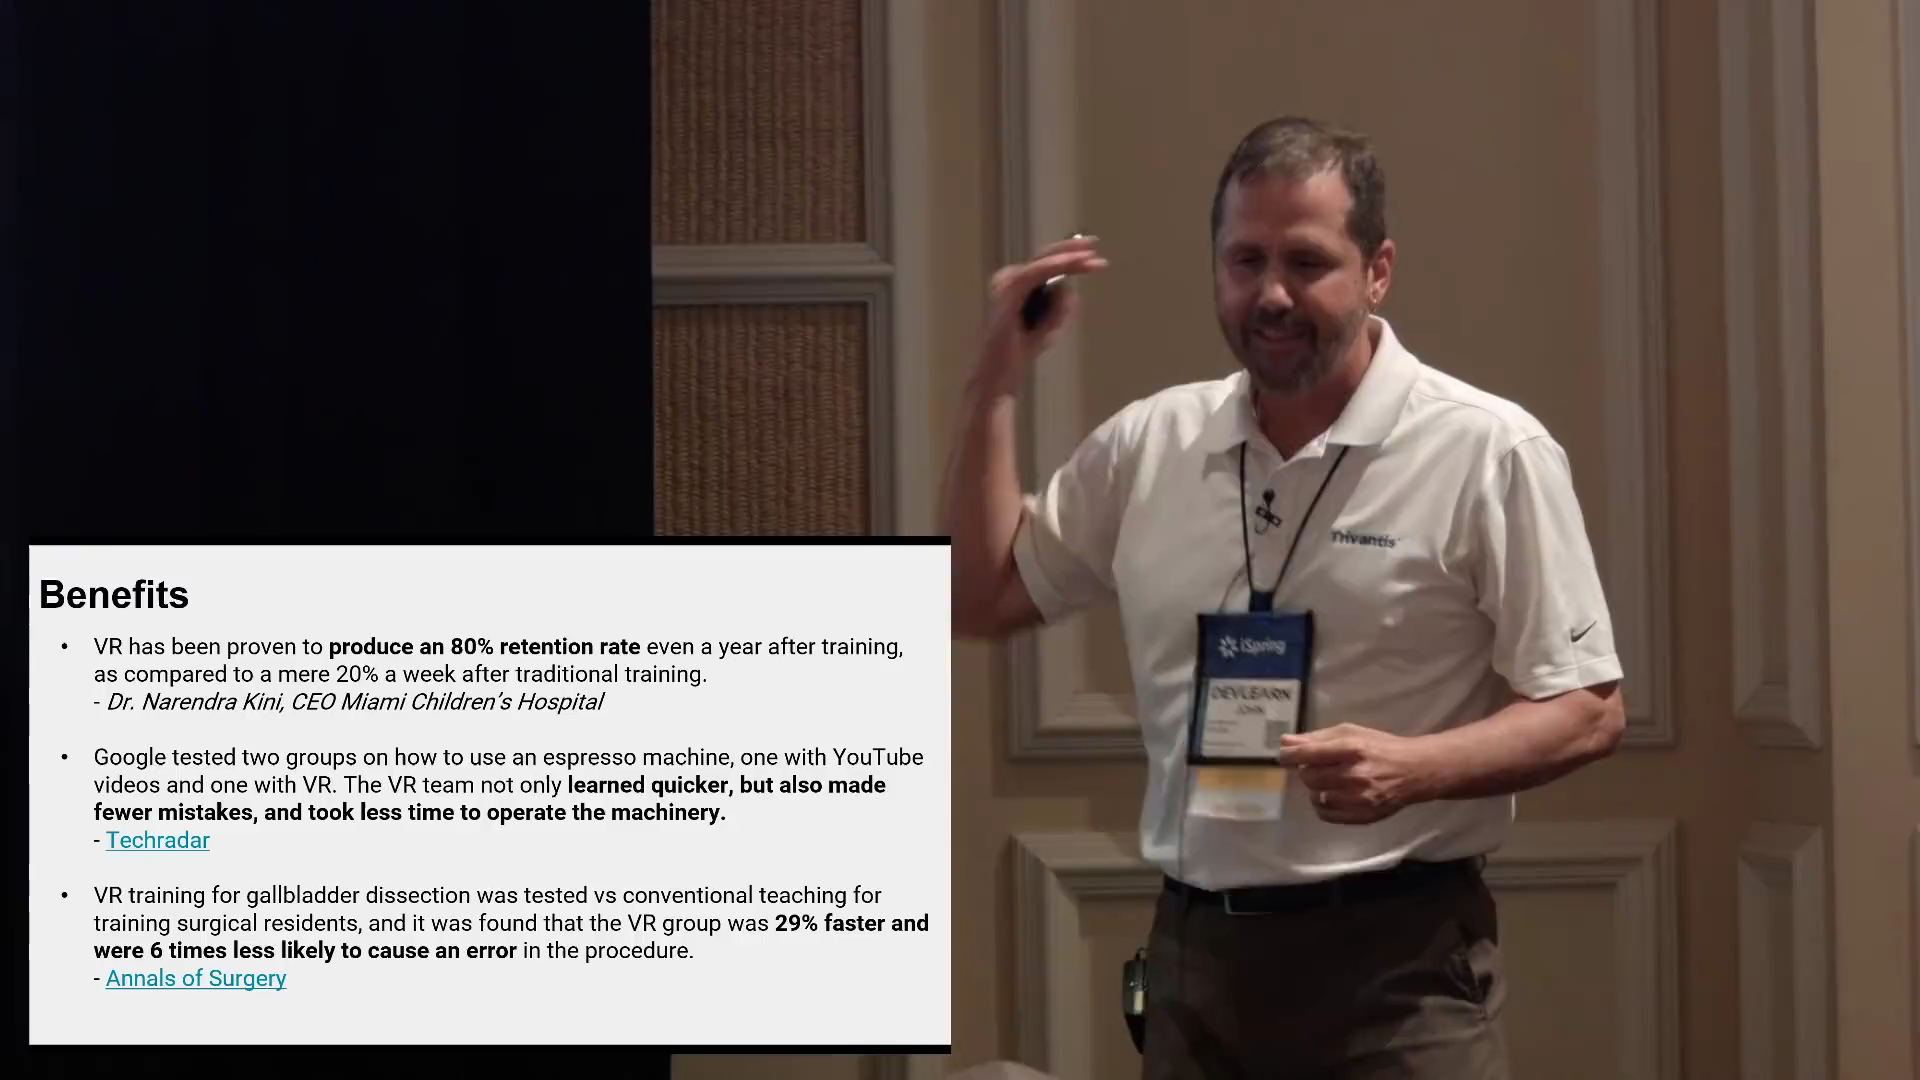 Benefits
• VR has been proven to produce an 80% retention rate even a year after training,
as compared to a mere 20% a week after traditional training.
- Dr. Narendra Kini, CEO Miami Children’s Hospital
• Google tested two groups on how to use an espresso machine, one with YouTube
videos and one with VR. The VR team not only learned quicker, but also made
fewer mistakes, and took less time to operate the machinery.
- Techradar
• VR training for gallbladder dissection was tested vs conventional teaching for
training surgical residents, and it was found that the VR group was 29% faster and
were 6 times less likely to cause an error in the procedure.
- Annals of Surgery
Trivantis
iSpring
DEVLEARN
JOHN